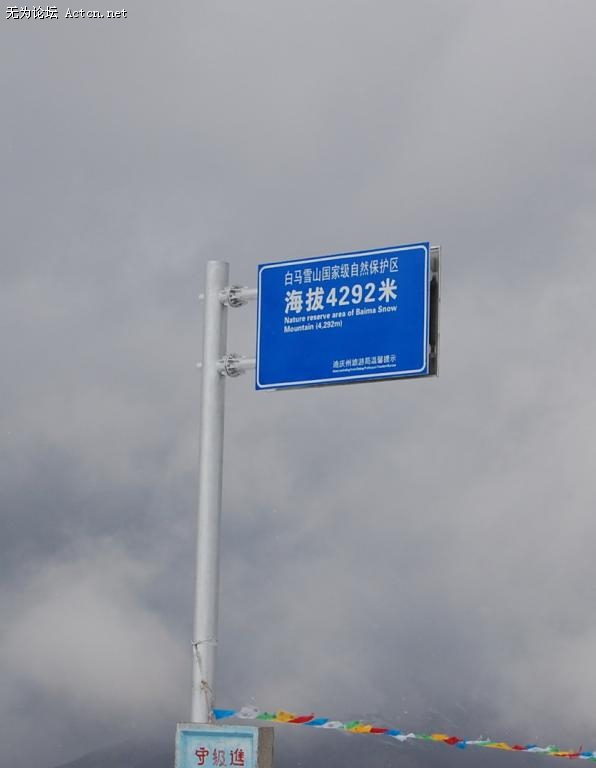 无为论坛 Actcn.net
白马雪山国家级自然保护区
海拔4292米
Nature reserve area of Baima Snow
Mountain (4,292m)
迪庆州旅游局温馨提示